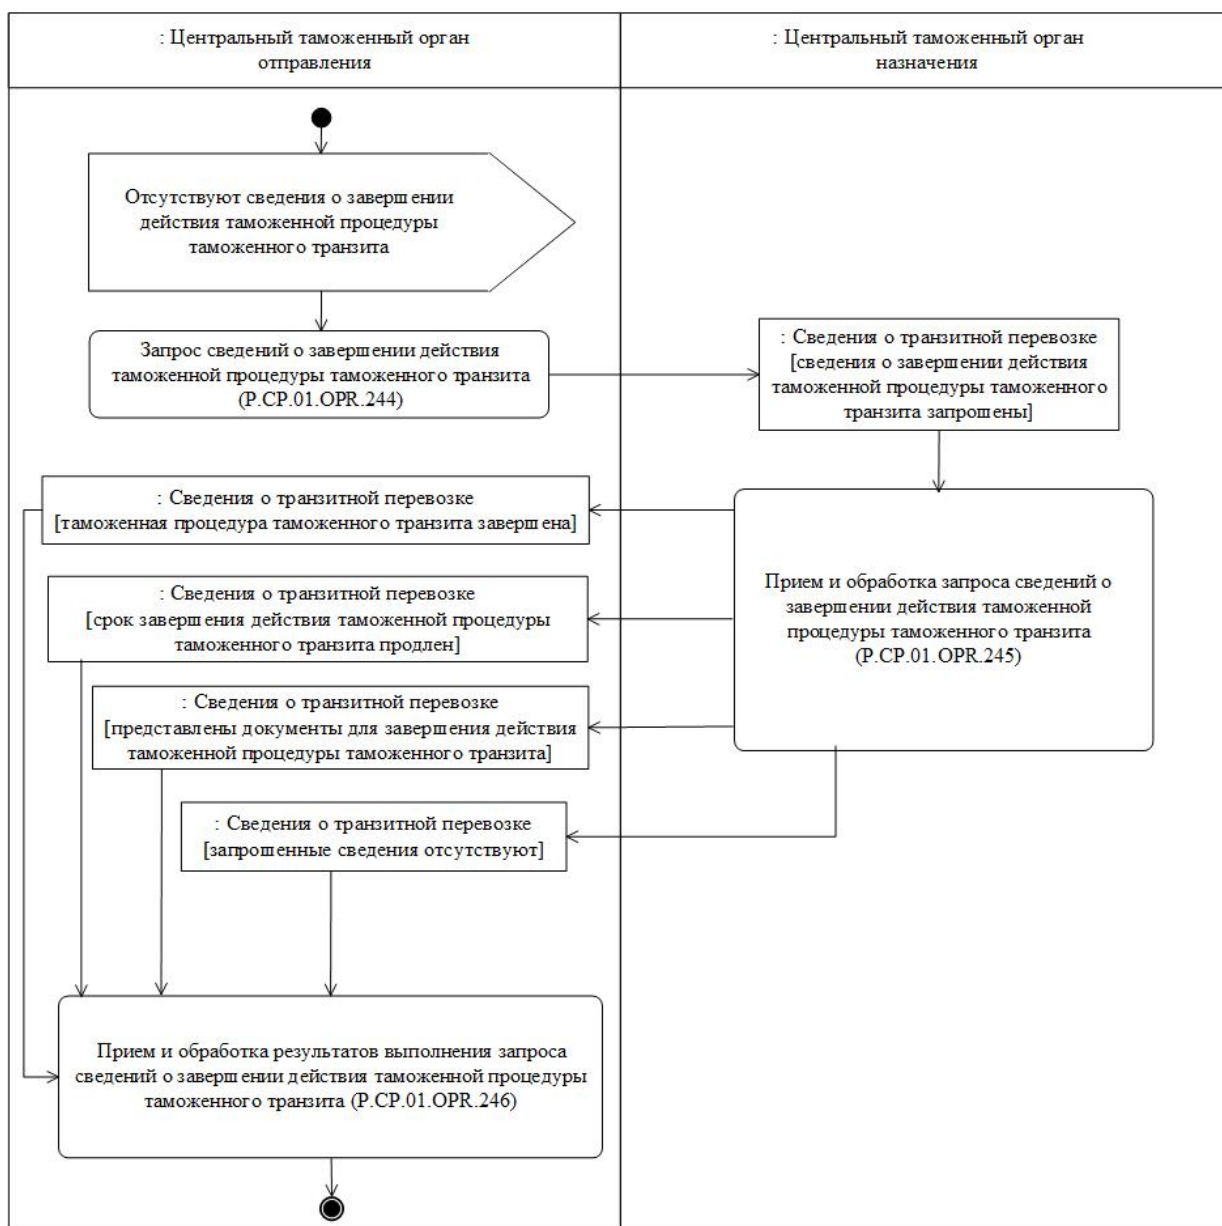 : Центральный таможенный орган
отправления
: Центральный таможенный орган
назначения
Отсутствуют сведения о завершении
действия таможенной процедуры
таможенного транзита
Запрос сведений о завершении действия
таможенной процедуры таможенного транзита
(P.CP.01.OPR.244)
: Сведения о транзитной перевозке
[сведения о завершении действия
таможенной процедуры таможенного
транзита запрошены]
: Сведения о транзитной перевозке
[таможенная процедура таможенного транзита завершена]
: Сведения о транзитной перевозке
[срок завершения действия таможенной процедуры
таможенного транзита продлен]
Прием и обработка запроса сведений о
завершении действия таможенной
процедуры таможенного транзита
(P.CP.01.OPR.245)
: Сведения о транзитной перевозке
[представлены документы для завершения действия
таможенной процедуры таможенного транзита]
: Сведения о транзитной перевозке
[запрошенные сведения отсутствуют]
Прием и обработка результатов выполнения запроса
сведений о завершении действия таможенной процедуры
таможенного транзита (P.CP.01.OPR.246)